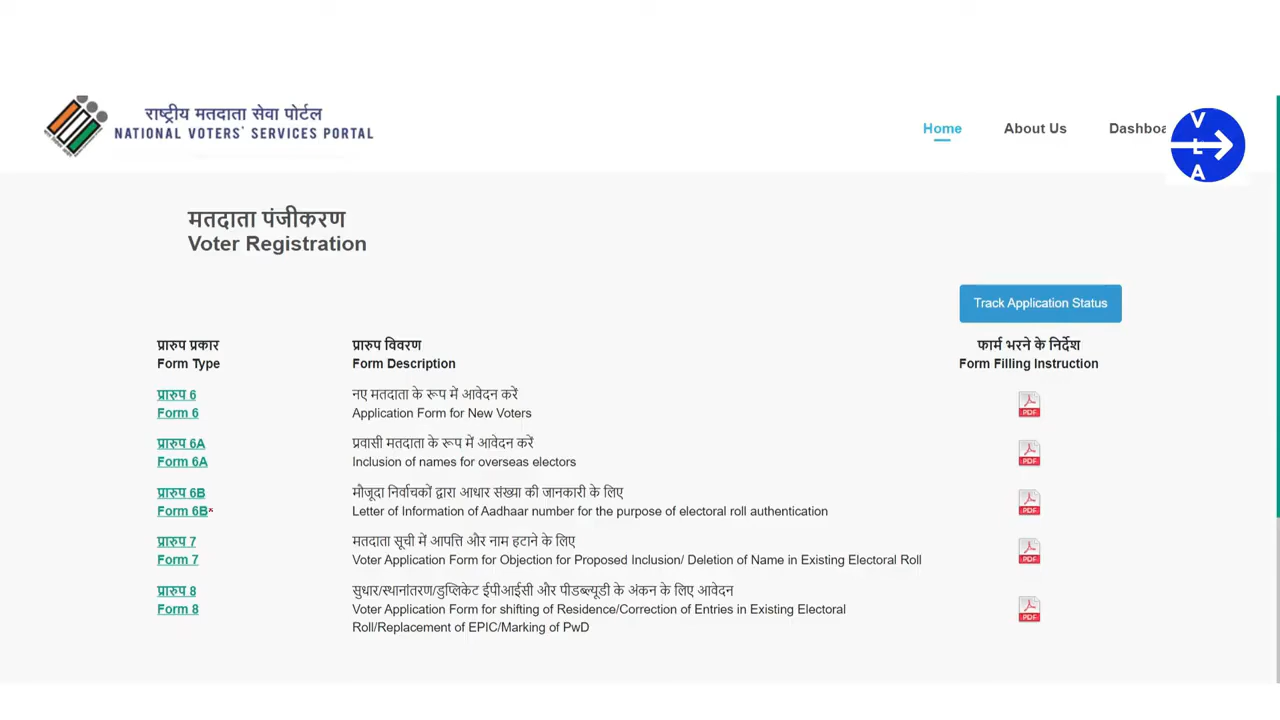 राष्ट्रीय मतदाता सेवा पोर्टल
NATIONAL VOTERS' SERVICES PORTAL
Home About Us Dashboa
V
L
A
मतदाता पंजीकरण
Voter Registration
Track Application Status
प्रारुप प्रकार प्रारुप विवरण फार्म भरने के निर्देश
Form Type Form Description Form Filling Instruction
प्रारुप 6 नए मतदाता के रूप में आवेदन करें
Form 6 Application Form for New Voters PDF
प्रारुप 6A प्रवासी मतदाता के रूप में आवेदन करें
Form 6A Inclusion of names for overseas electors PDF
प्रारुप 6B मौजूदा निर्वाचकों द्वारा आधार संख्या की जानकारी के लिए
Form 6B* Letter of Information of Aadhaar number for the purpose of electoral roll authentication PDF
प्रारुप 7 मतदाता सूची में आपत्ति और नाम हटाने के लिए
Form 7 Voter Application Form for Objection for Proposed Inclusion/ Deletion of Name in Existing Electoral Roll PDF
प्रारुप 8 सुधार/स्थानांतरण/डुप्लिकेट ईपीआईसी और पीडब्ल्यूडी के अंकन के लिए आवेदन
Form 8 Voter Application Form for shifting of Residence/Correction of Entries in Existing Electoral PDF
Roll/Replacement of EPIC/Marking of PwD